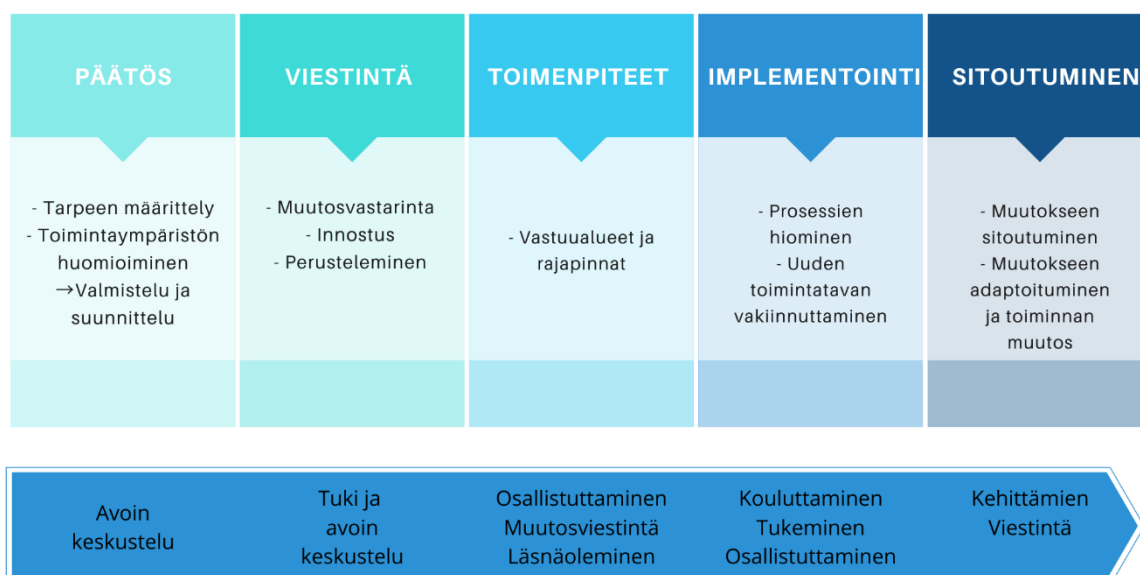 PÄÄTÖS
- Tarpeen määrittely
- Toimintaympäristön
huomioiminen
→Valmistelu ja
suunnittelu
VIESTINTÄ
- Muutosvastarinta
- Innostus
- Perusteleminen
TOIMENPITEET
- Vastuualueet ja
rajapinnat
IMPLEMENTOINTI
- Prosessien
hiominen
- Uuden
toimintatavan
vakiinnuttaminen
SITOUTUMINEN
- Muutokseen
sitoutuminen
- Muutokseen
adaptoituminen
ja toiminnan
muutos
Avoin
keskustelu
Tuki ja
avoin
keskustelu
Osallistuttaminen
Muutosviestintä
Läsnäoleminen
Kouluttaminen
Tukeminen
Osallistuttaminen
Kehittämien
Viestintä